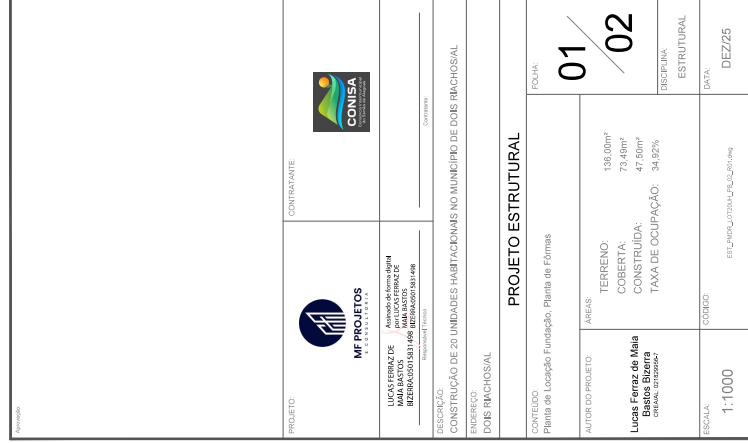 Aprovação:
PROJETO:
MF PROJETOS
E CONSULTORIA
CONTRATANTE:
CONISA
LUCAS FERRAZ DE
MAIA BASTOS
BIZERRA:05015831498
Assinado de forma digital
por LUCAS FERRAZ DE
MAIA BASTOS
BIZERRA:05015831498
Responsável Técnico
Contratante
DESCRIÇÃO:
CONSTRUÇÃO DE 20 UNIDADES HABITACIONAIS NO MUNICÍPIO DE DOIS RIACHOS/AL
ENDEREÇO:
DOIS RIACHOS/AL
PROJETO ESTRUTURAL
CONTEÚDO:
Planta de Locação Fundação, Planta de Fôrmas
FOLHA:
01/02
AUTOR DO PROJETO:
Lucas Ferraz de Maia
Bastos Bizerra
ÁREAS:
TERRENO: 136,00m²
COBERTA: 73,49m²
CONSTRUÍDA: 47,50m²
TAXA DE OCUPAÇÃO: 34,92%
DISCIPLINA:
ESTRUTURAL
ESCALA:
1:1000
CÓDIGO:
EST_PMDR_LOT20UH_PB_02_R01.dwg
DATA:
DEZ/25